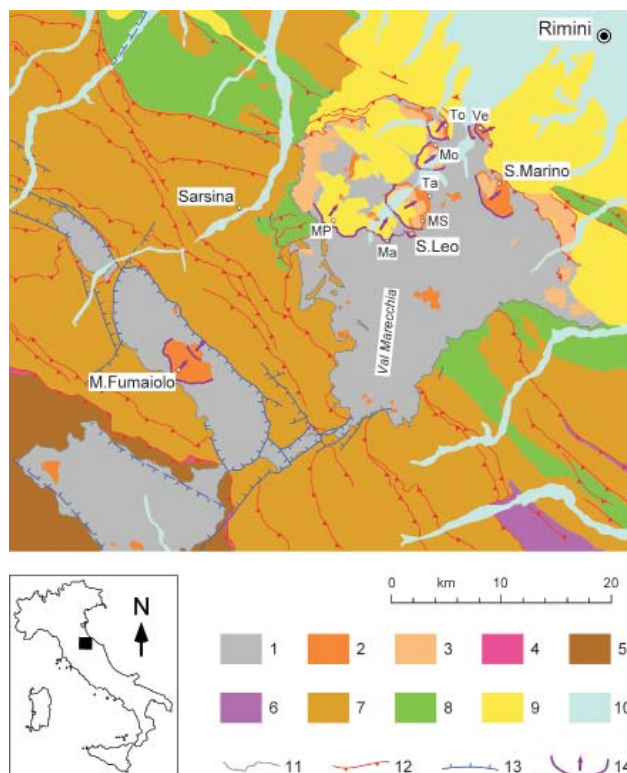 Rimini
To Ve
Mo
S.Marino
Ta
Sarsina
MP
MS
Ma
S.Leo
Val Marecchia
M.Fumaiolo
0 km 10 20
N
1 2 3 4 5
6 7 8 9 10
11 12 13 14